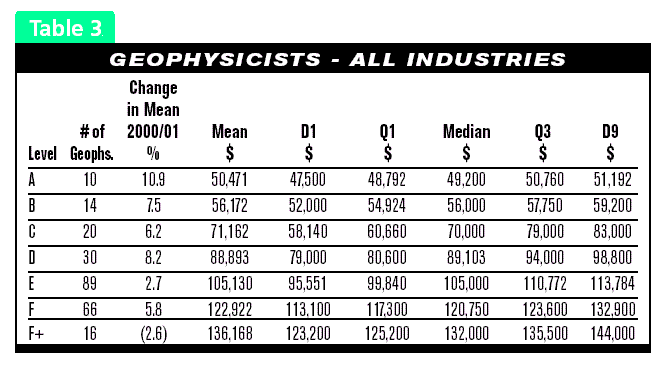 Table 3
GEOPHYSICISTS - ALL INDUSTRIES
Change
in Mean
# of 2000/01 Mean D1 Q1 Median Q3 D9
Level Geophs. % $ $ $ $ $ $
A 10 10.9 50,471 47,500 48,792 49,200 50,760 51,192
B 14 7.5 56,172 52,000 54,924 56,000 57,750 59,200
C 20 6.2 71,162 58,140 60,660 70,000 79,000 83,000
D 30 8.2 88,893 79,000 80,600 89,103 94,000 98,800
E 89 2.7 105,130 95,551 99,840 105,000 110,772 113,784
F 66 5.8 122,922 113,100 117,300 120,750 123,600 132,900
F+ 16 (2.6) 136,168 123,200 125,200 132,000 135,500 144,000